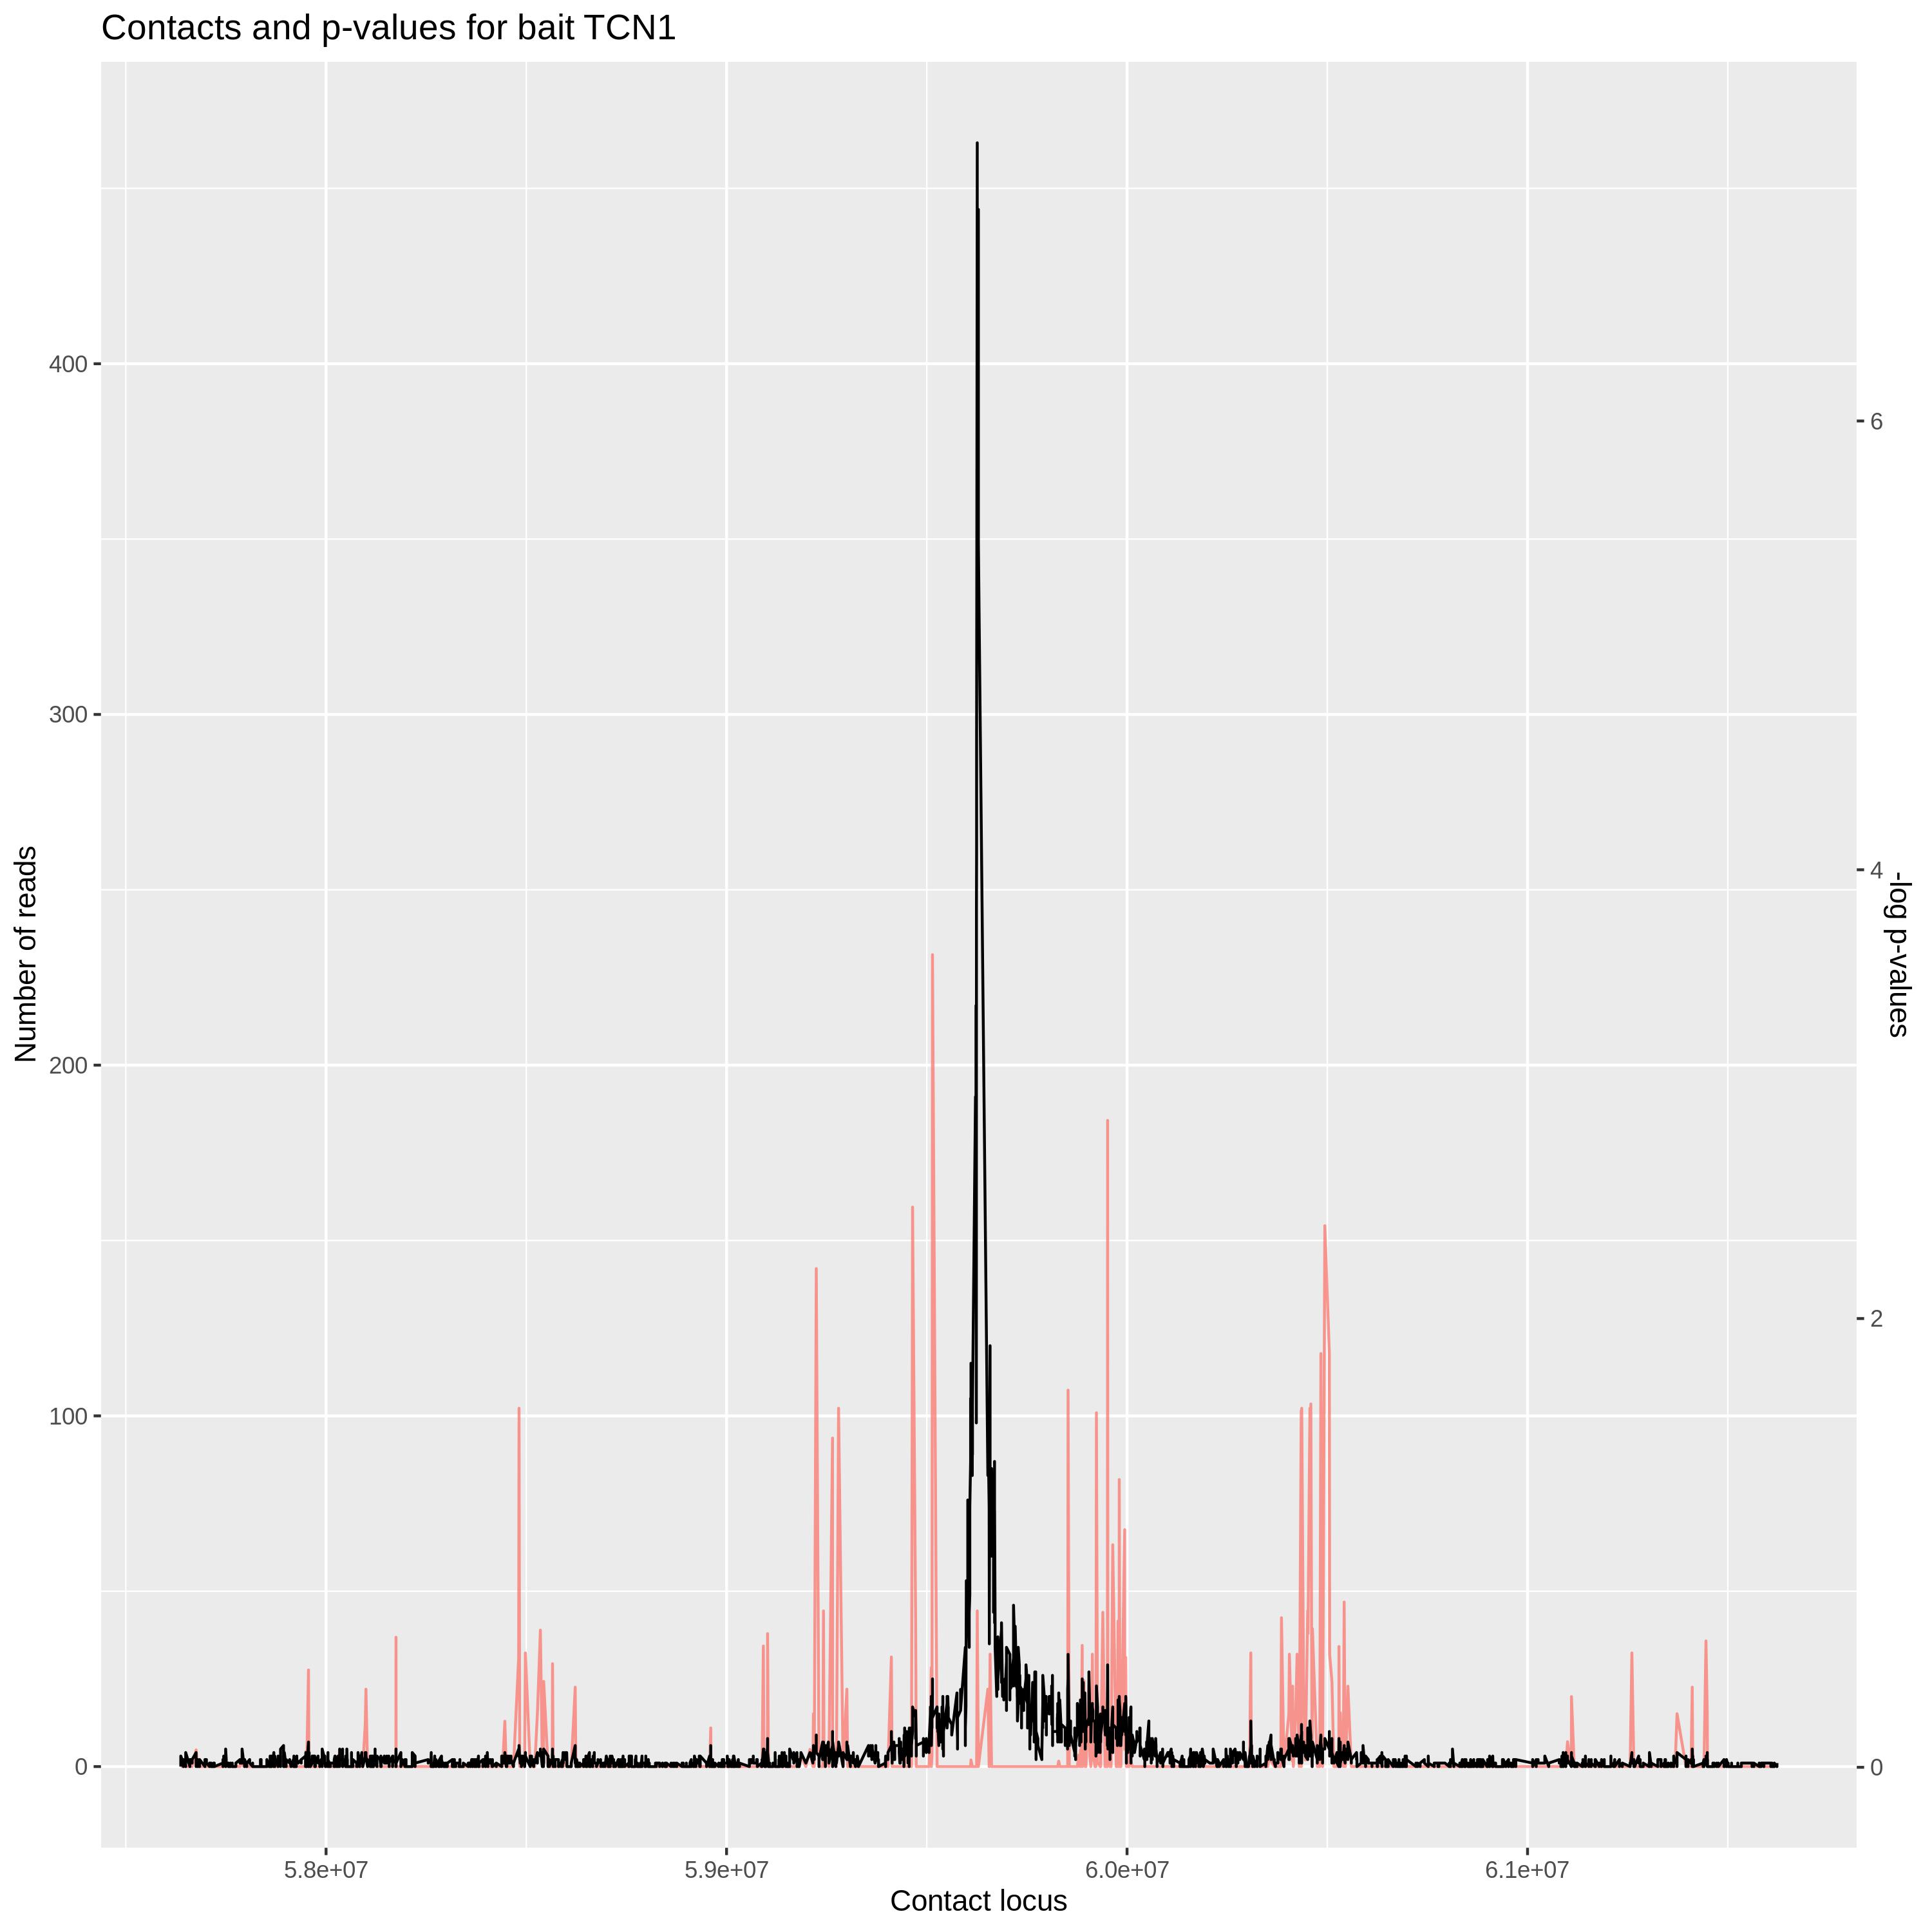 Contacts and p-values for bait TCN1
Number of reads
400
300
200
100
0
6
4
2
0
-log p-values
5.8e+07
5.9e+07
6.0e+07
6.1e+07
Contact locus